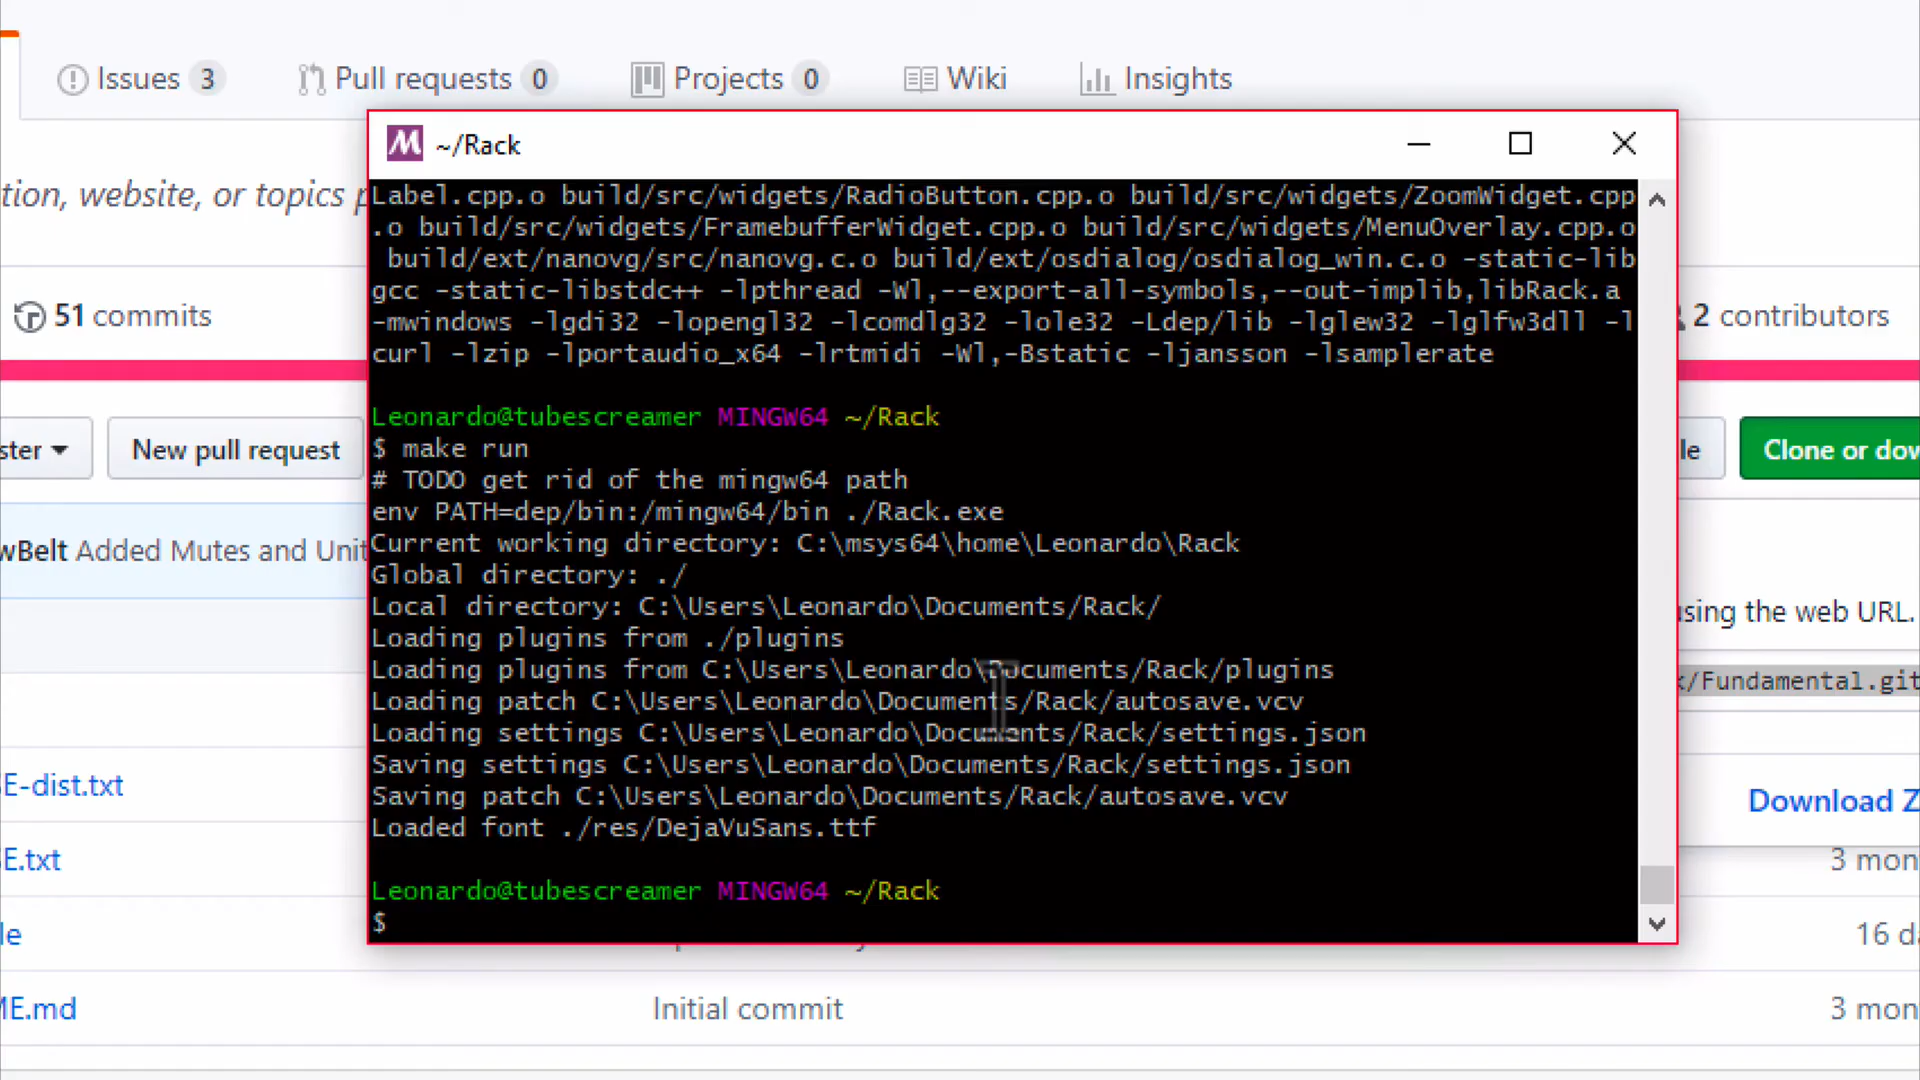 Issues 3 Pull requests 0 Projects 0 Wiki Insights
~/Rack
tion, website, or topics p
Label.cpp.o build/src/widgets/RadioButton.cpp.o build/src/widgets/ZoomWidget.cpp
.o build/src/widgets/FramebufferWidget.cpp.o build/src/widgets/MenuOverlay.cpp.o
build/ext/nanovg/src/nanovg.c.o build/ext/osdialog/osdialog_win.c.o -static-lib
gcc -static-libstdc++ -lpthread -Wl,--export-all-symbols,--out-implib,libRack.a
-mwindows -lgdi32 -lopengl32 -lcomdlg32 -lole32 -Ldep/lib -lglew32 -lglfw3dll -l
curl -lzip -lportaudio_x64 -lrtmidi -Wl,-Bstatic -ljansson -lsamplerate
51 commits
2 contributors
Leonardo@tubescreamer MINGW64 ~/Rack
$ make run
# TODO get rid of the mingw64 path
env PATH=dep/bin:/mingw64/bin ./Rack.exe
Current working directory: C:\msys64\home\Leonardo\Rack
Global directory: ./
Local directory: C:\Users\Leonardo\Documents/Rack/
Loading plugins from ./plugins
Loading plugins from C:\Users\Leonardo\Documents/Rack/plugins
Loading patch C:\Users\Leonardo\Documents/Rack/autosave.vcv
Loading settings C:\Users\Leonardo\Documents/Rack/settings.json
Saving settings C:\Users\Leonardo\Documents/Rack/settings.json
Saving patch C:\Users\Leonardo\Documents/Rack/autosave.vcv
Loaded font ./res/DejaVuSans.ttf
Leonardo@tubescreamer MINGW64 ~/Rack
$
ster New pull request
le Clone or dow
wBelt Added Mutes and Unit
using the web URL.
k/Fundamental.git
E-dist.txt
Download Z
E.txt
3 mon
le
16 da
ME.md Initial commit 3 mon